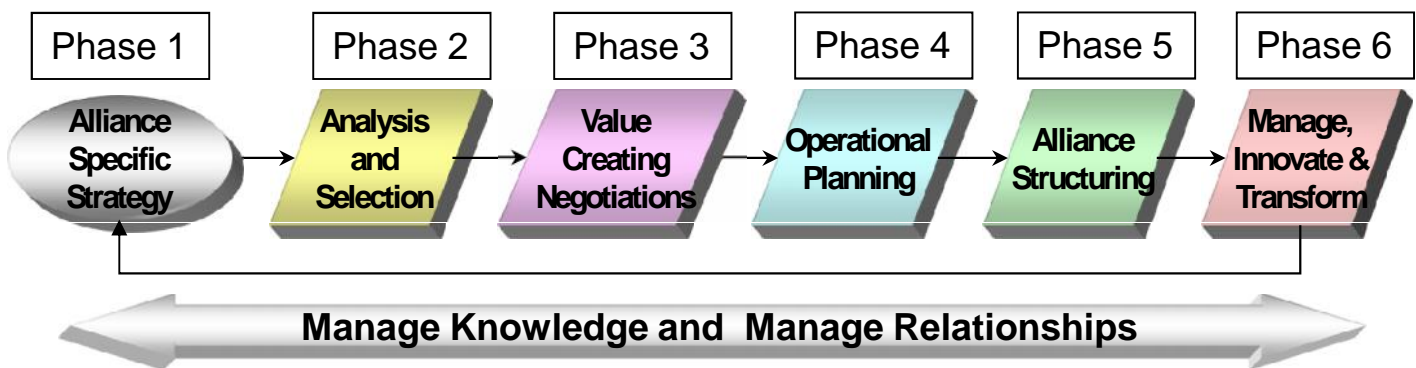 Phase 1
Phase 2
Phase 3
Phase 4
Phase 5
Phase 6
Alliance
Specific
Strategy
Analysis
and
Selection
Value
Creating
Negotiations
Operational
Planning
Alliance
Structuring
Manage,
Innovate &
Transform
Manage Knowledge and  Manage Relationships